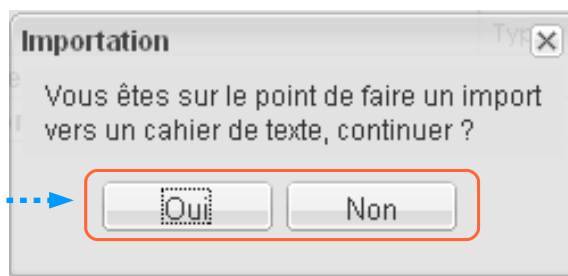 Importation
Vous êtes sur le point de faire un import
vers un cahier de texte, continuer ?
Oui
Non